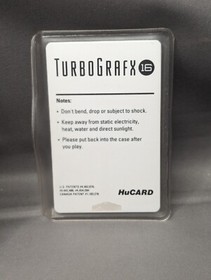 TURBOGRAFX 16
Notes:
• Don't bend, drop or subject to shock.
• Keep away from static electricity,
heat, water and direct sunlight.
• Please put back into the case after
you play.
U.S. PATENTS
HuCARD